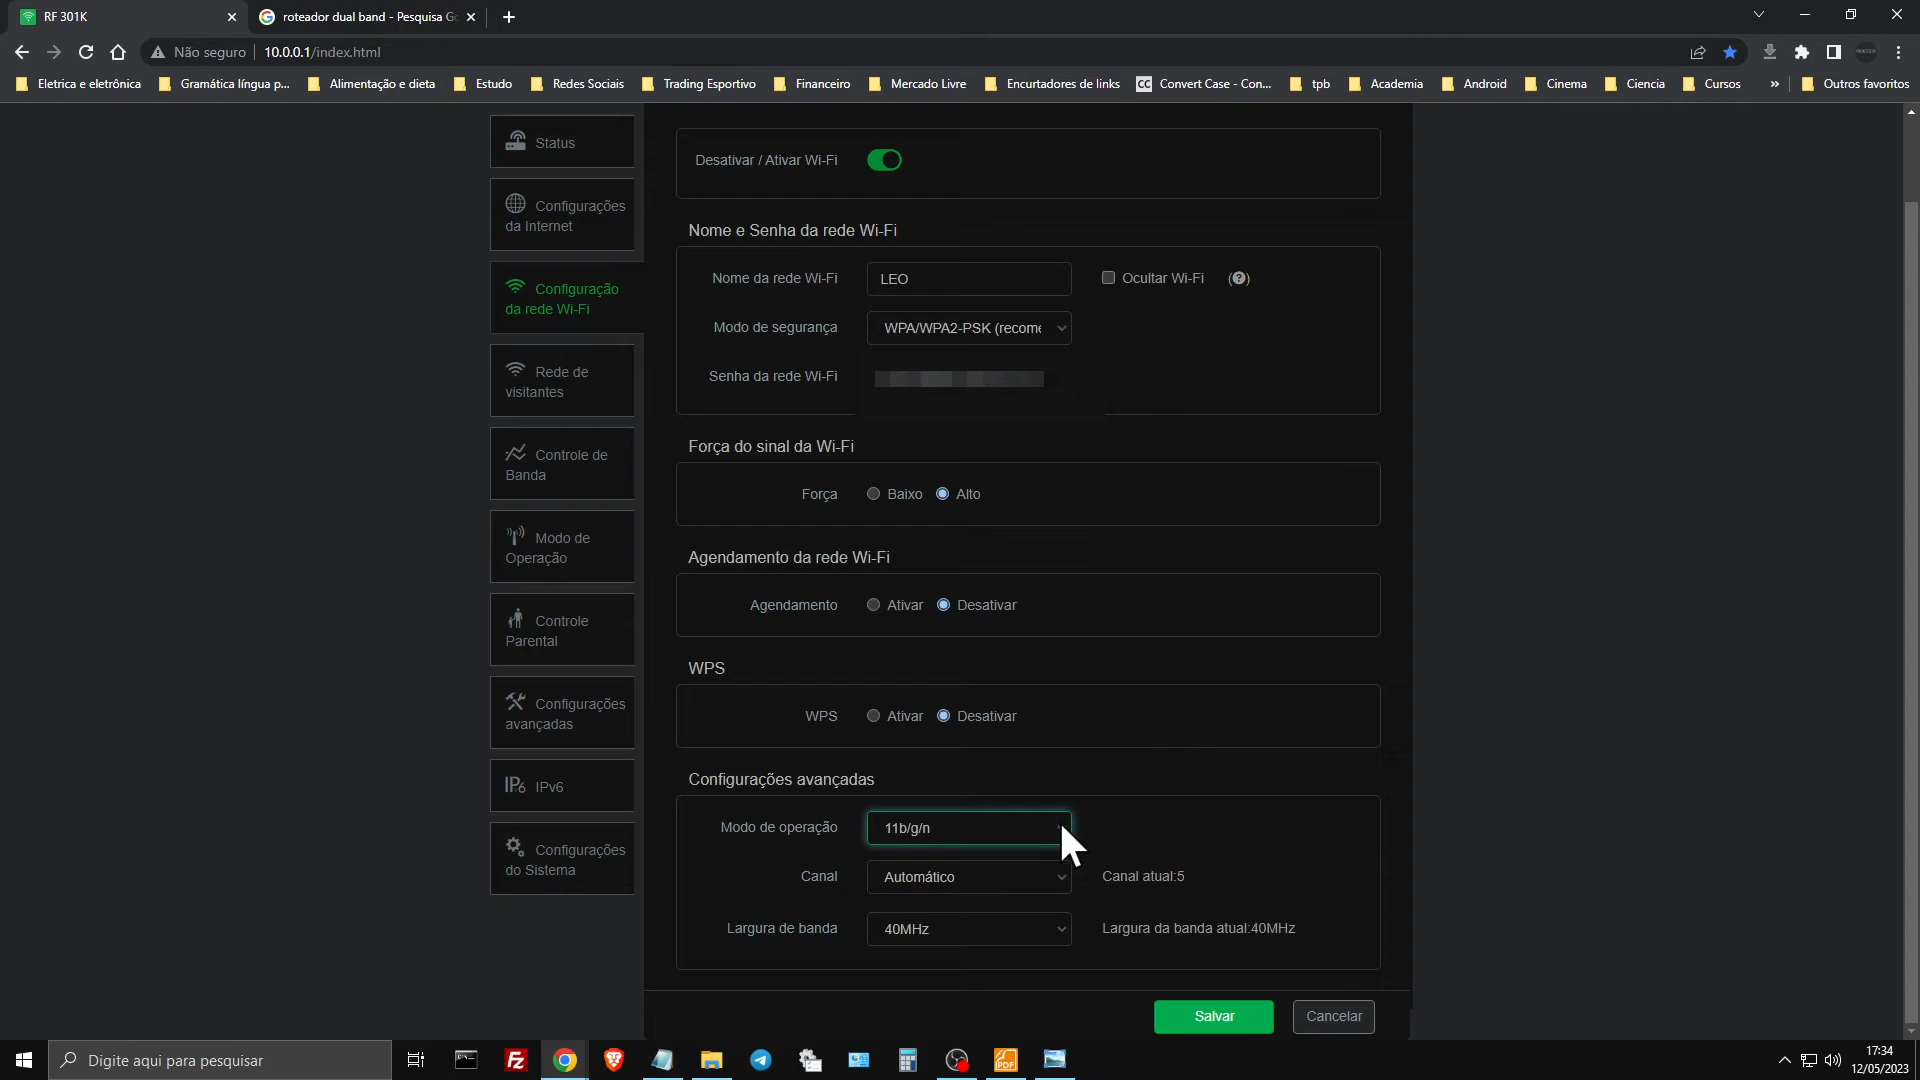 RF 301K
roteador dual band - Pesquisa Go
Não seguro
10.0.0.1/index.html
Eletrica e eletrônica
Gramática língua p...
Alimentação e dieta
Estudo
Redes Sociais
Trading Esportivo
Financeiro
Mercado Livre
Encurtadores de links
CC
Convert Case - Con...
tpb
Academia
Android
Cinema
Ciencia
Cursos
»
Outros favoritos
Status
Configurações
da Internet
Configuração
da rede Wi-Fi
Rede de
visitantes
Controle de
Banda
Modo de
Operação
Controle
Parental
Configurações
avançadas
IPv6
Configurações
do Sistema
Desativar / Ativar Wi-Fi
Nome e Senha da rede Wi-Fi
Nome da rede Wi-Fi
LEO
Ocultar Wi-Fi
(?)
Modo de segurança
WPA/WPA2-PSK (recome
Senha da rede Wi-Fi
Força do sinal da Wi-Fi
Força
Baixo
Alto
Agendamento da rede Wi-Fi
Agendamento
Ativar
Desativar
WPS
WPS
Ativar
Desativar
Configurações avançadas
Modo de operação
11b/g/n
Canal
Automático
Canal atual:5
Largura de banda
40MHz
Largura da banda atual:40MHz
Salvar
Cancelar
Digite aqui para pesquisar
17:34
12/05/2023